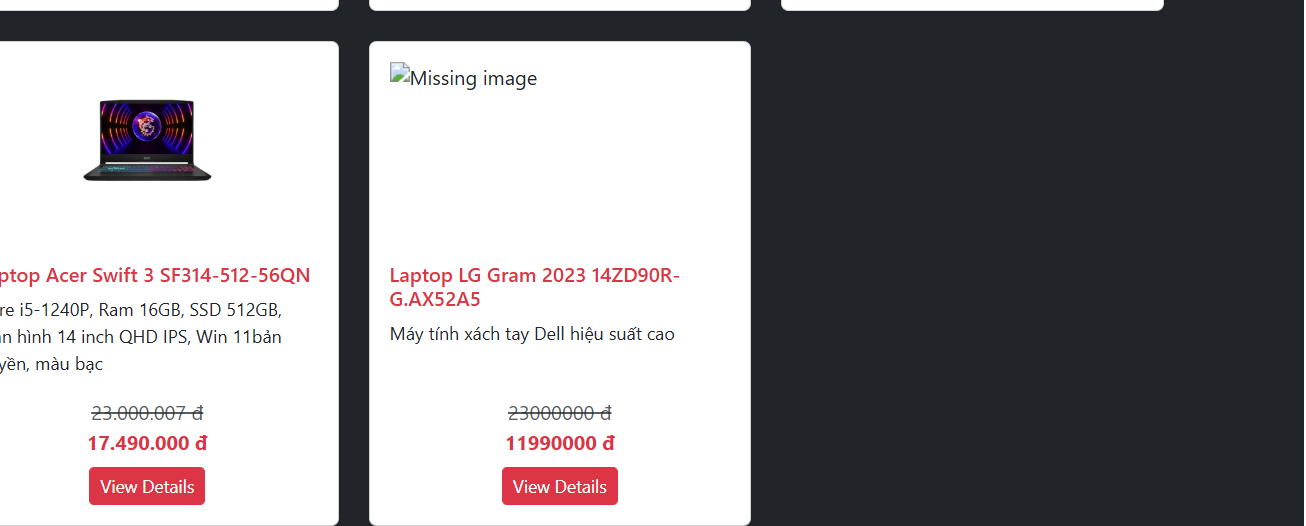 ptop Acer Swift 3 SF314-512-56QN
re i5-1240P, Ram 16GB, SSD 512GB,
n hình 14 inch QHD IPS, Win 11bản
yền, màu bạc
23.000.007 đ
17.490.000 đ
View Details
Missing image
Laptop LG Gram 2023 14ZD90R-
G.AX52A5
Máy tính xách tay Dell hiệu suất cao
23000000 đ
11990000 đ
View Details